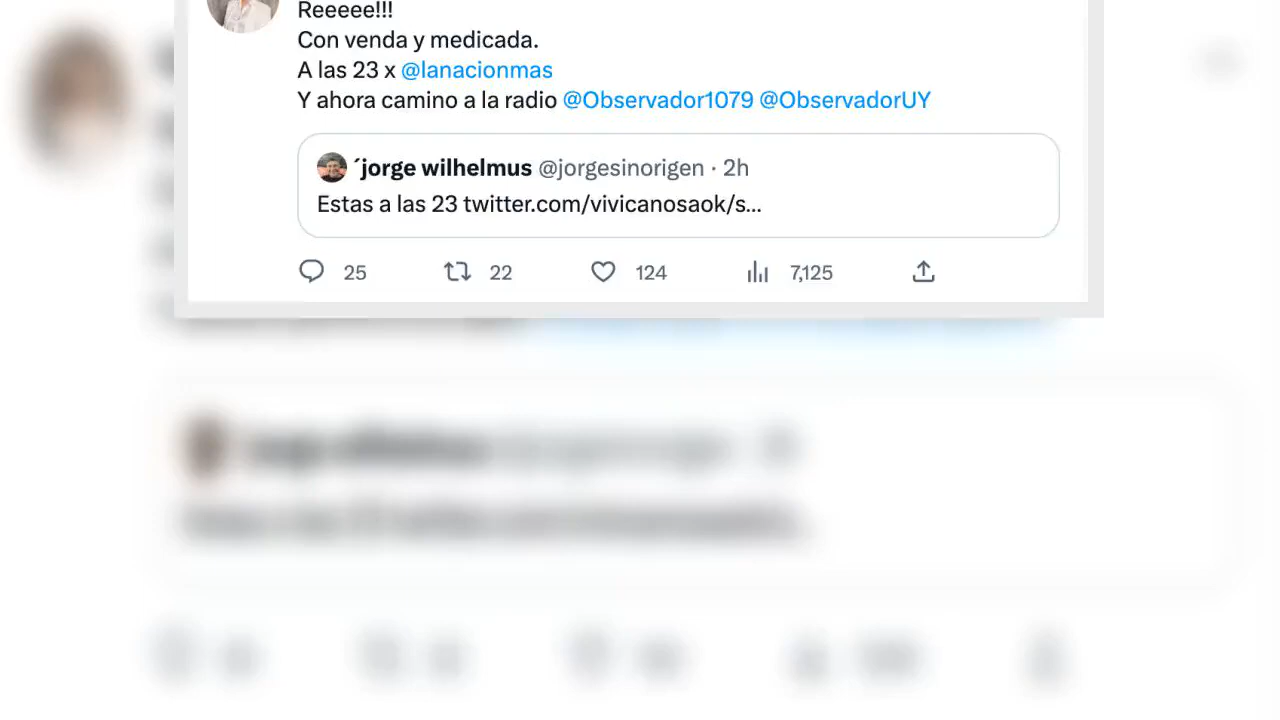 Reeeee!!!
Con venda y medicada.
A las 23 x @lanacionmas
Y ahora camino a la radio @Observador1079 @ObservadorUY
´jorge wilhelmus @jorgesinorigen · 2h
Estas a las 23 twitter.com/vivicanosaok/s...
25 22 124 7,125